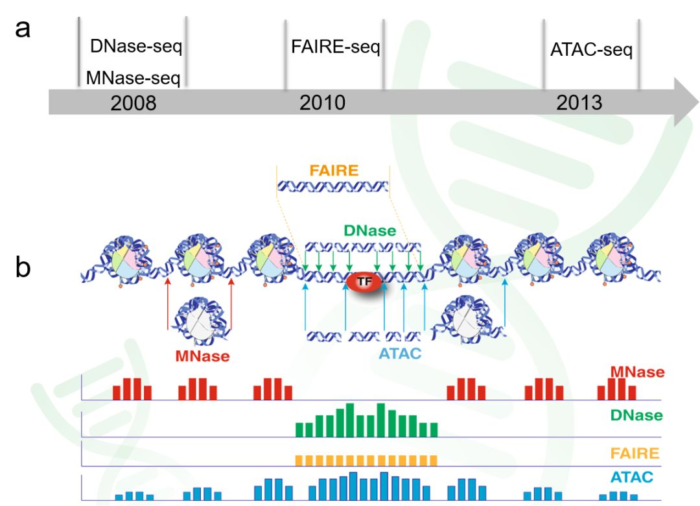 a
DNase-seq
MNase-seq
FAIRE-seq
ATAC-seq
2008
2010
2013
FAIRE
DNase
b
TF
MNase
ATAC
MNase
DNase
FAIRE
ATAC